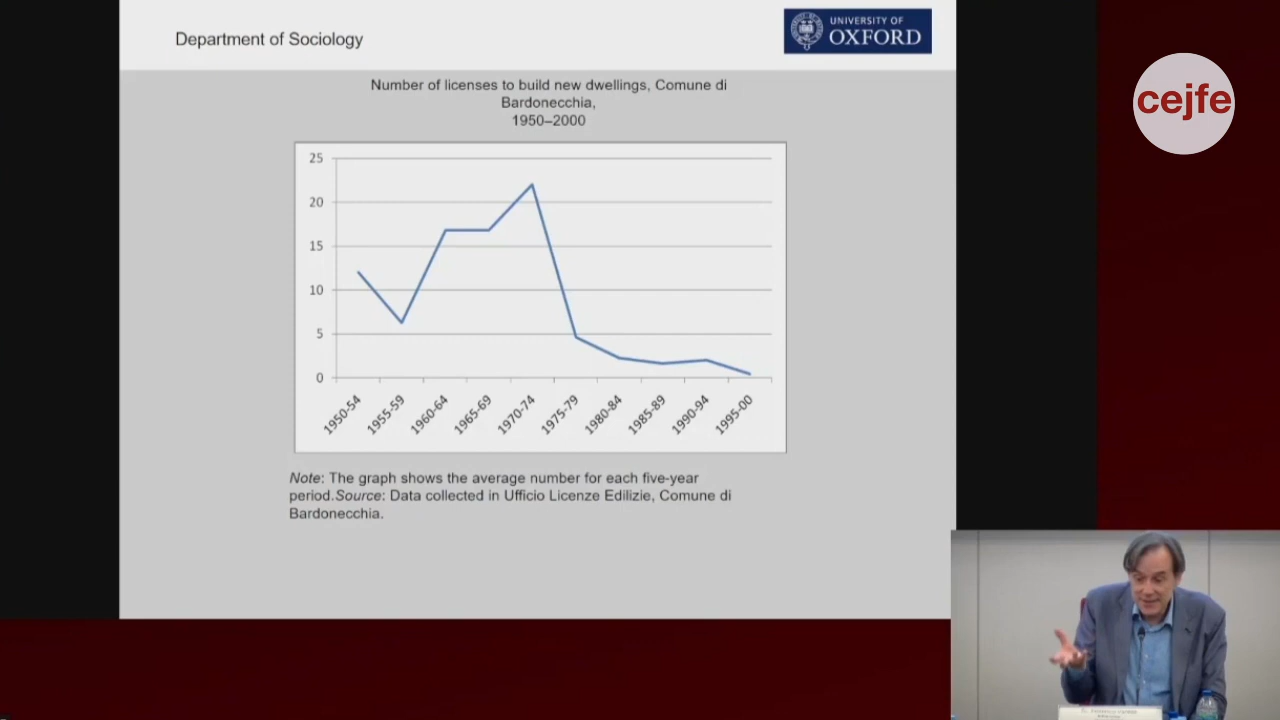 Department of Sociology
UNIVERSITY OF
OXFORD
cejfe
Number of licenses to build new dwellings, Comune di
Bardonecchia,
1950–2000
25
20
15
10
5
0
1950-54
1955-59
1960-64
1965-69
1970-74
1975-79
1980-84
1985-89
1990-94
1995-00
Note: The graph shows the average number for each five-year
period.Source: Data collected in Ufficio Licenze Edilizie, Comune di
Bardonecchia.